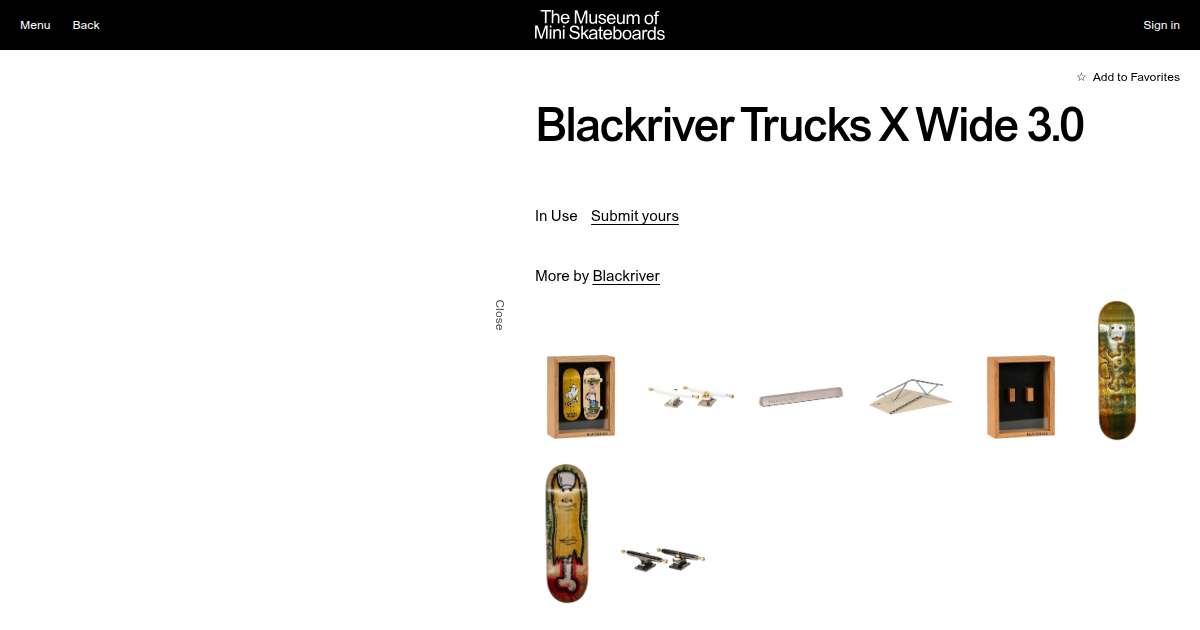 Menu
Back
The Museum of
Mini Skateboards
Sign in
☆ Add to Favorites
Blackriver Trucks X Wide 3.0
In Use Submit yours
More by Blackriver
Close